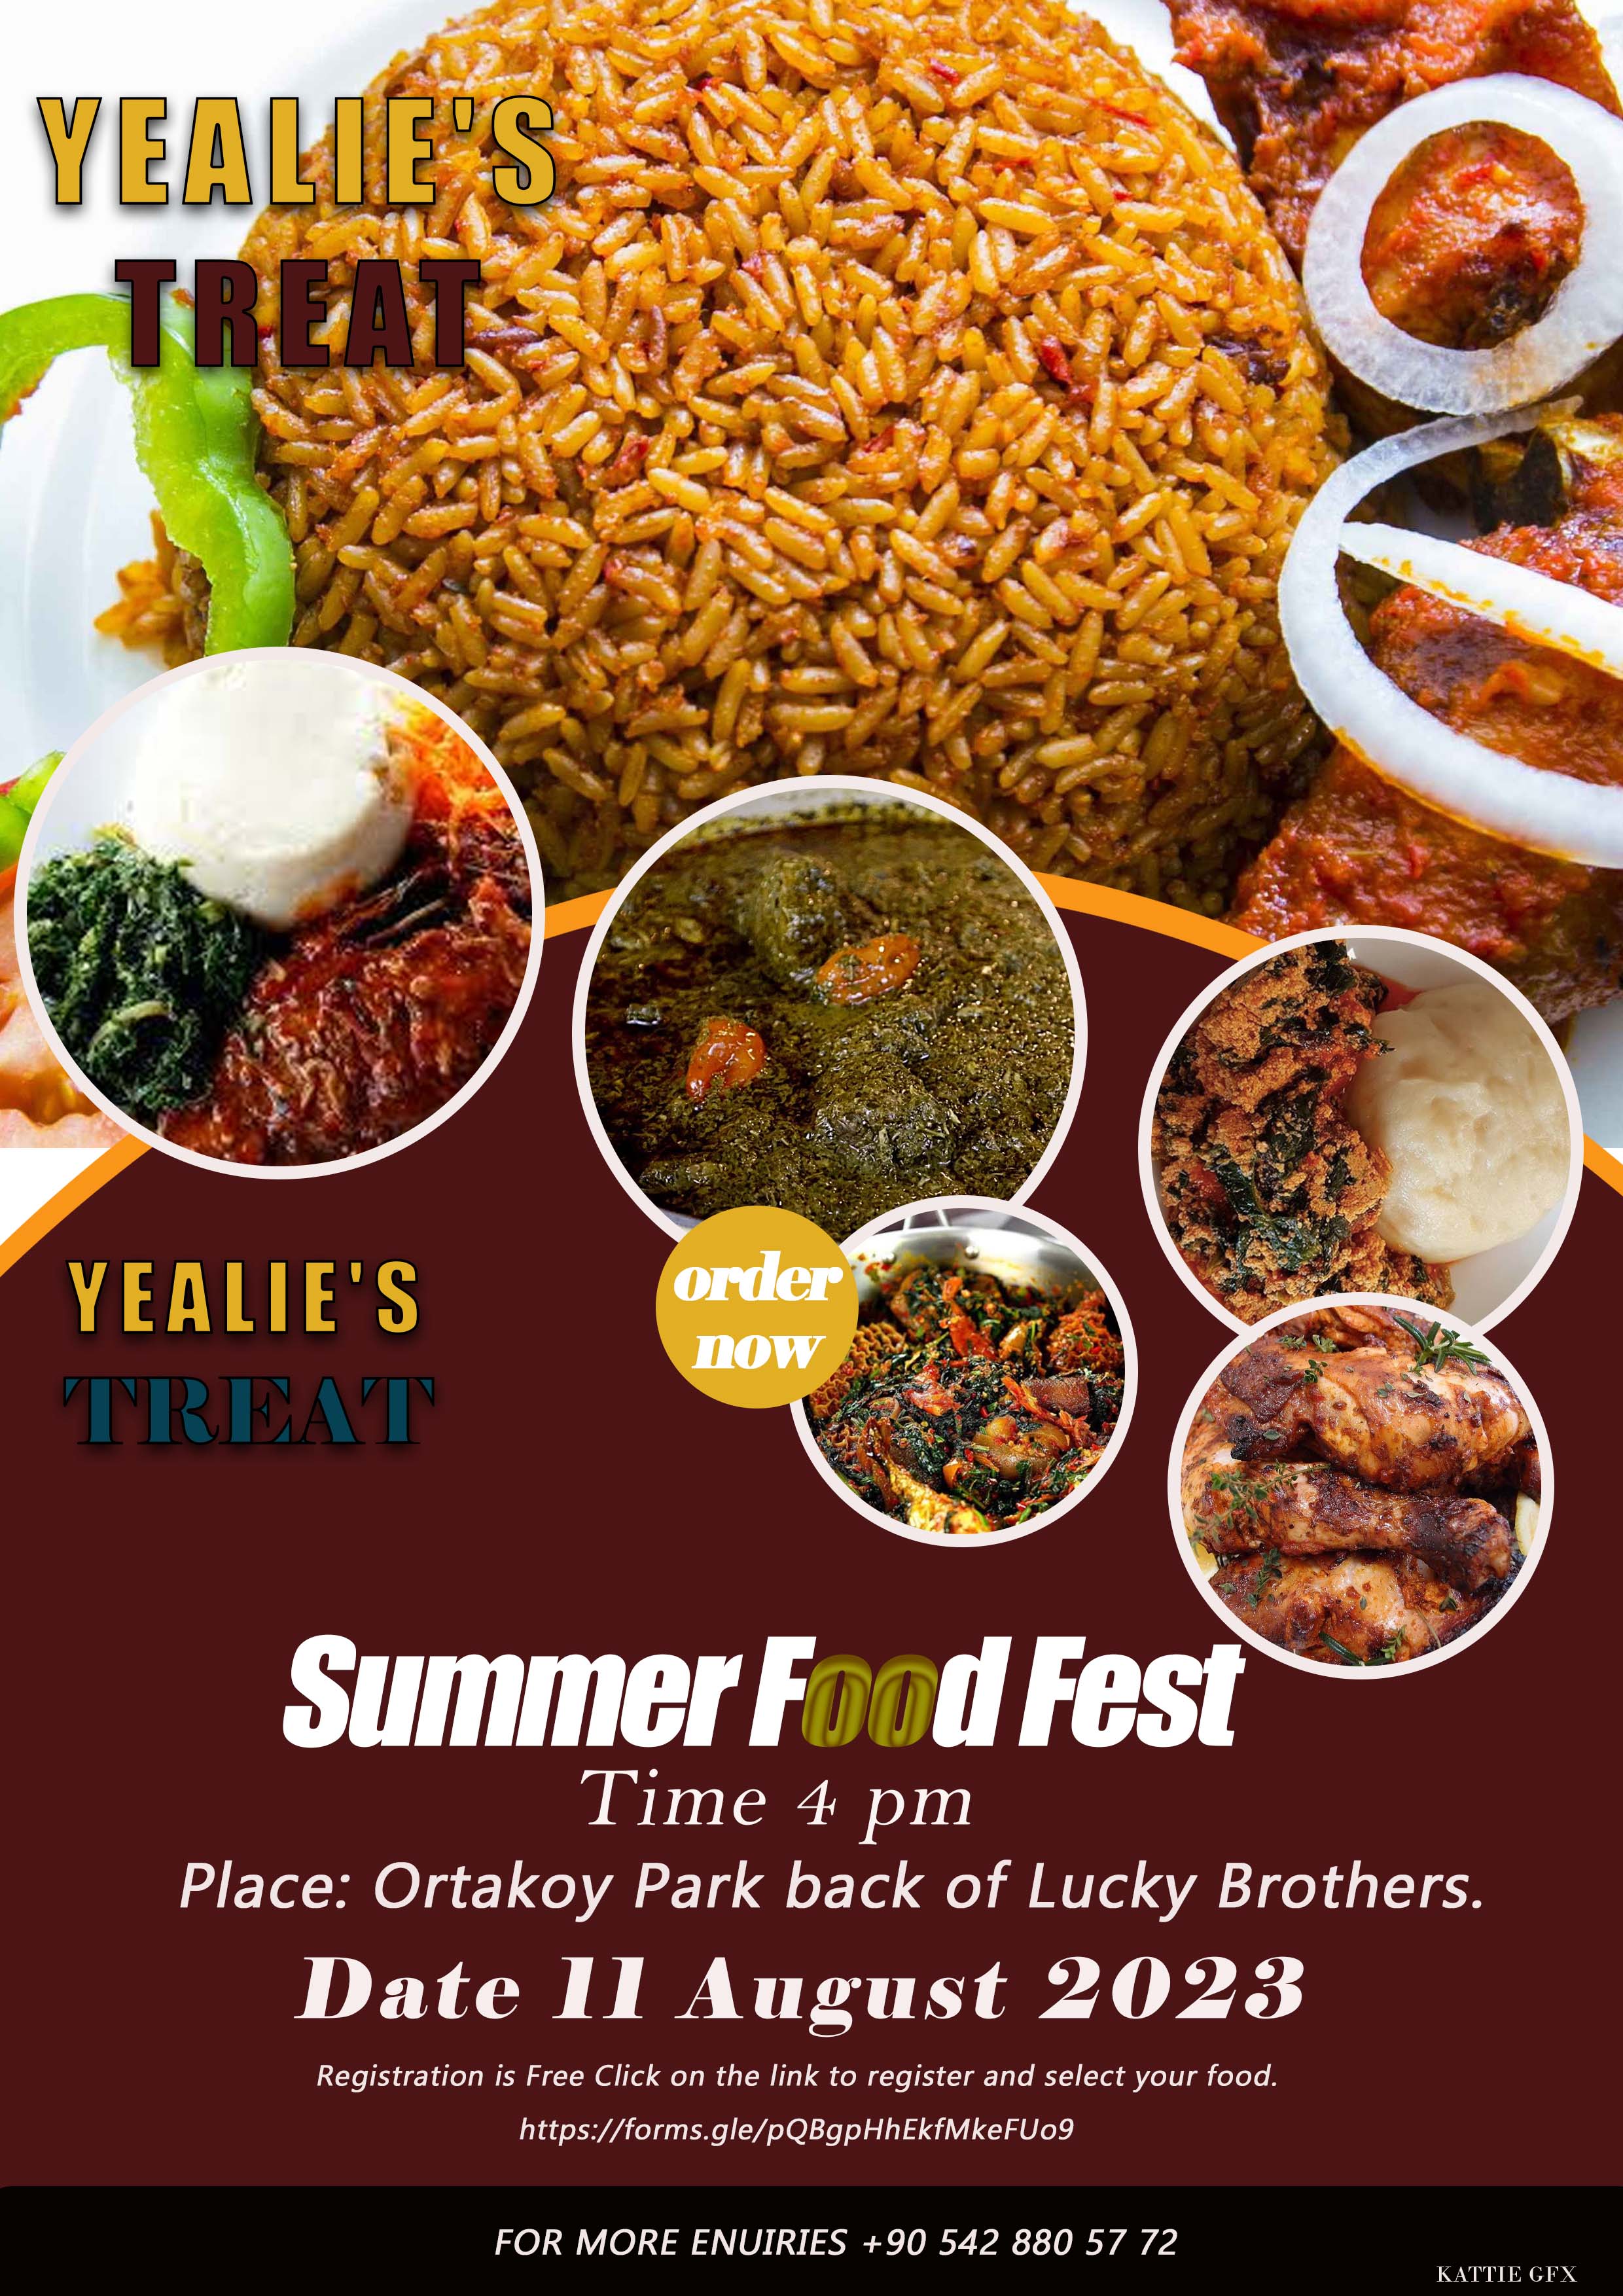 YEALIE'S
TREAT
order
now
YEALIE'S
TREAT
Summer Food Fest
Time 4 pm
Place: Ortakoy Park back of Lucky Brothers.
Date 11 August 2023
Registration is Free Click on the link to register and select your food.
https://forms.gle/pQBgpHhEkfMkeFUo9
FOR MORE ENUIRIES +90 542 880 57 72
KATTIE GFX